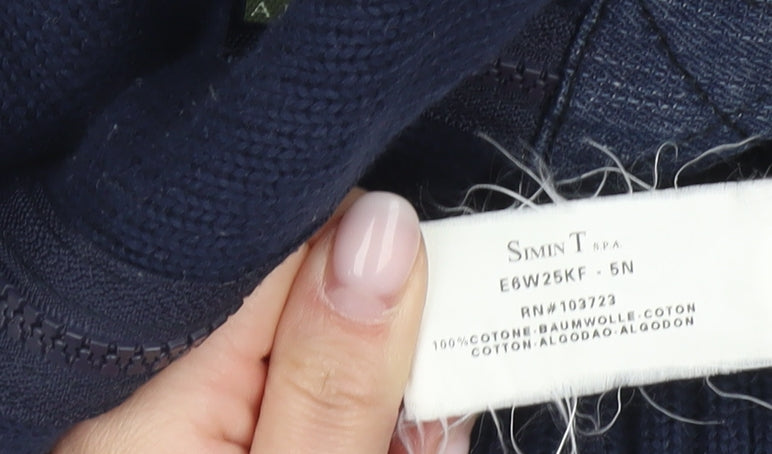 A
SIMIN T S.P.A.
E6W25KF - 5N
RN#103723
100%COTONE·BAUMWOLLE·COTON
COTTON·ALGODAO·ALGODON